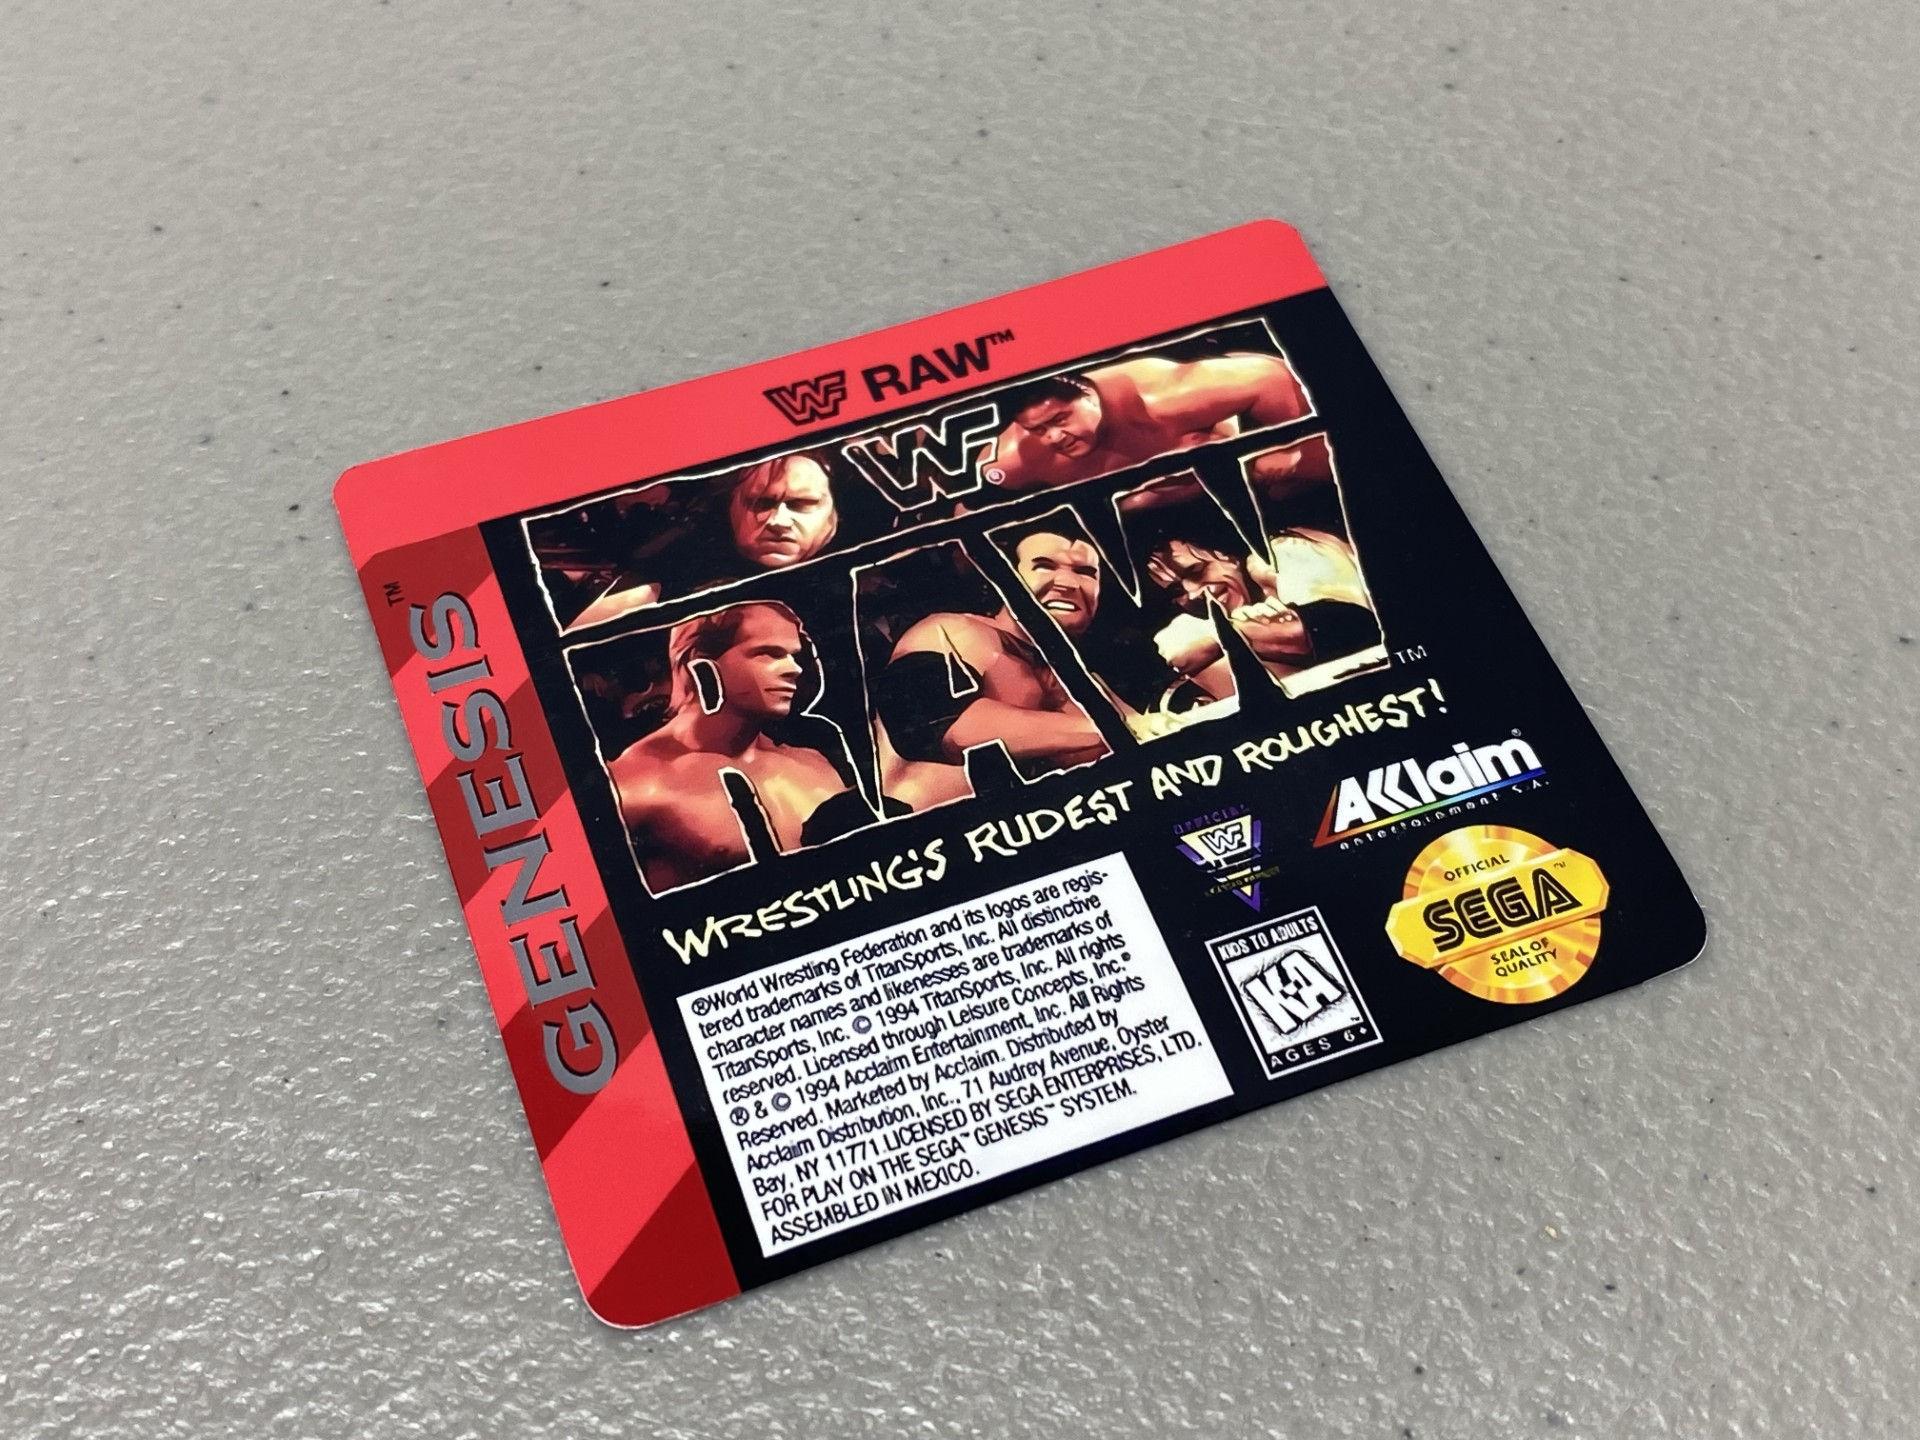 WF RAW™
GENESIS™
WF®
RAW™
WRESTLING'S RUDEST AND ROUGHEST!
Acclaim®
entertainment S.A.
OFFICIAL
WF
OFFICIAL
SEGA™
SEAL OF
QUALITY
KIDS TO ADULTS
K-A™
AGES 6+
®World Wrestling Federation and its logos are regis-
tered trademarks of TitanSports, Inc. All distinctive
character names and likenesses are trademarks of
TitanSports, Inc. © 1994 TitanSports, Inc. All rights
reserved. Licensed through Leisure Concepts, Inc.®
® & © 1994 Acclaim Entertainment, Inc. All Rights
Reserved. Marketed by Acclaim. Distributed by
Acclaim Distribution, Inc., 71 Audrey Avenue, Oyster
Bay, NY 11771.LICENSED BY SEGA ENTERPRISES, LTD.
FOR PLAY ON THE SEGA™ GENESIS™ SYSTEM.
ASSEMBLED IN MEXICO.